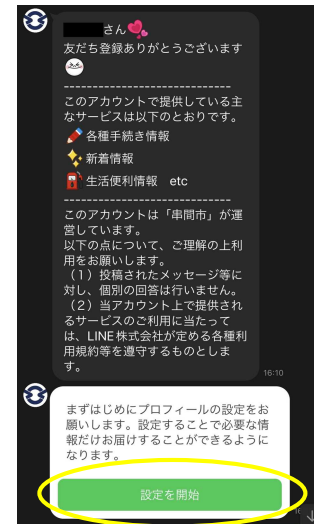 さん💕
友だち登録ありがとうございます
----------------------------
このアカウントで提供している主
なサービスは以下のとおりです。
各種手続き情報
新着情報
生活便利情報 etc
----------------------------
このアカウントは「串間市」が運
営しています。
以下の点について、ご理解の上利
用をお願いします。
（1）投稿されたメッセージ等に
対し、個別の回答は行いません。
（2）当アカウント上で提供され
るサービスのご利用に当たって
は、LINE株式会社が定める各種利
用規約等を遵守するものとしま
す。
16:10
まずはじめにプロフィールの設定をお
願いします。設定することで必要な情
報だけお届けすることができるように
なります。
設定を開始